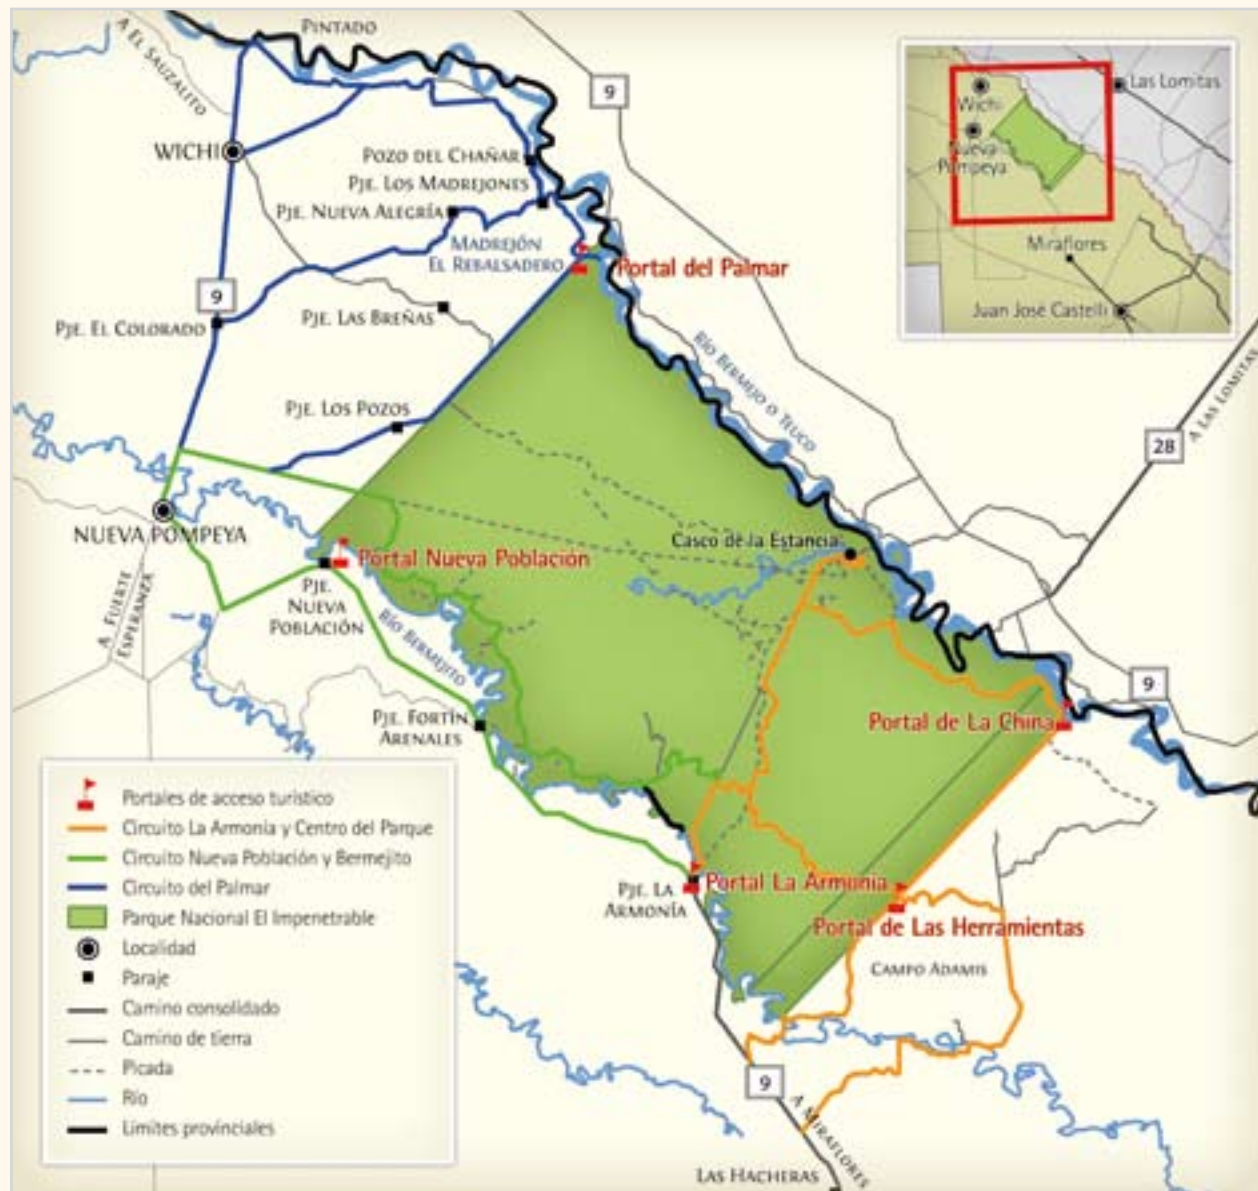 PINTADO
A EL SAUZALITO
9
WICHI
POZO DEL CHAÑAR
PJE. LOS MADREJONES
PJE. NUEVA ALEGRÍA
MADREJÓN
EL REBALSADERO
Portal del Palmar
9
PJE. EL COLORADO
PJE. LAS BREÑAS
RÍO BERMEJO O TEUCO
PJE. LOS POZOS
Las Lomitas
Wichi
Nueva
Pompeya
Miraflores
Juan José Castelli
A LAS LOMITAS
28
NUEVA POMPEYA
Casco de la Estancia
Portal Nueva Población
PJE.
NUEVA
POBLACIÓN
A FUERTE
ESPERANZA
RÍO BERMEJITO
9
PJE. FORTÍN
ARENALES
Portal de La China
PJE. LA
ARMONÍA
Portal La Armonía
Portal de Las Herramientas
CAMPO ADAMIS
9
A MIRAFLORES
LAS HACHERAS
Portales de acceso turístico
Circuito La Armonía y Centro del Parque
Circuito Nueva Población y Bermejito
Circuito del Palmar
Parque Nacional El Impenetrable
Localidad
Paraje
Camino consolidado
Camino de tierra
Picada
Río
Límites provinciales